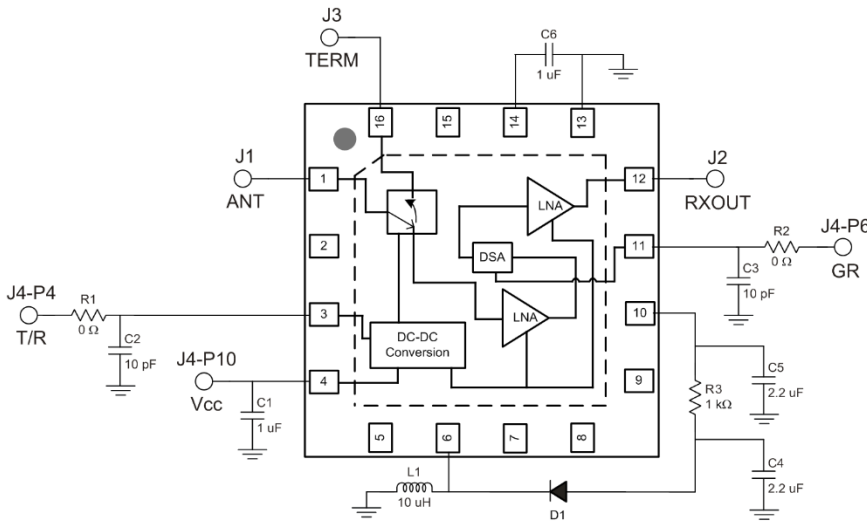 J3
TERM
C6
1 uF
16
15
14
13
J1
ANT
1
12
J2
RXOUT
LNA
2
11
R2
0 Ω
J4-P6
GR
DSA
C3
10 pF
J4-P4
T/R
R1
0 Ω
3
LNA
10
C2
10 pF
DC-DC
Conversion
J4-P10
Vcc
4
9
R3
1 kΩ
C5
2.2 uF
C1
1 uF
5
6
7
8
L1
10 uH
D1
C4
2.2 uF